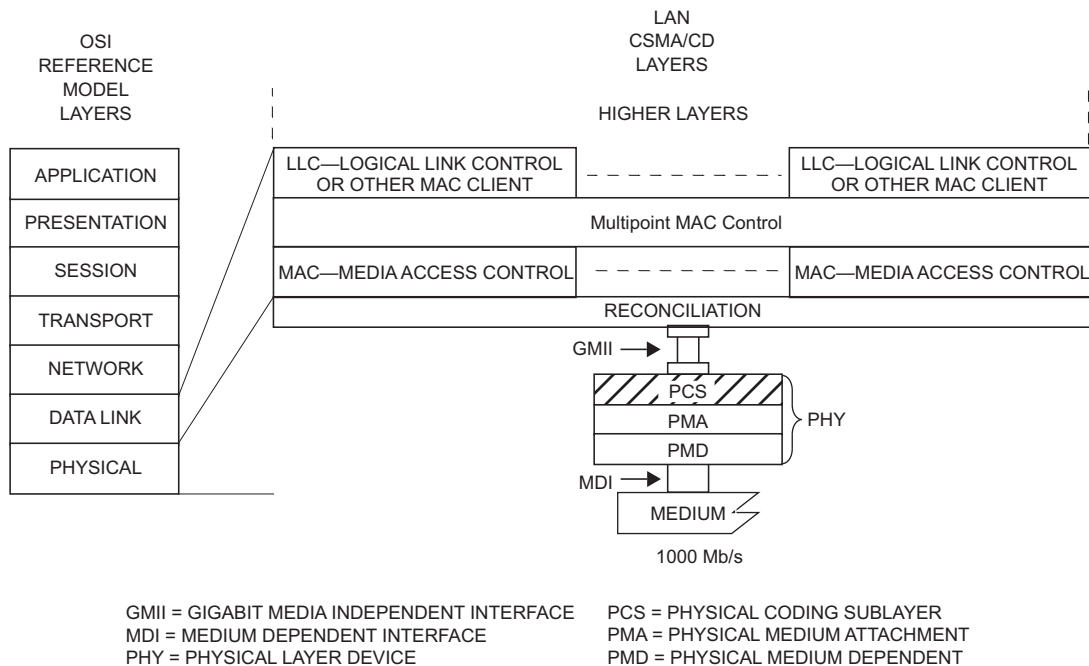 OSI
REFERENCE
MODEL
LAYERS
LAN
CSMA/CD
LAYERS
HIGHER LAYERS
APPLICATION
PRESENTATION
SESSION
TRANSPORT
NETWORK
DATA LINK
PHYSICAL
LLC—LOGICAL LINK CONTROL
OR OTHER MAC CLIENT
LLC—LOGICAL LINK CONTROL
OR OTHER MAC CLIENT
Multipoint MAC Control
MAC—MEDIA ACCESS CONTROL
MAC—MEDIA ACCESS CONTROL
RECONCILIATION
GMII
PCS
PMA
PMD
PHY
MDI
MEDIUM
1000 Mb/s
GMII = GIGABIT MEDIA INDEPENDENT INTERFACE
MDI = MEDIUM DEPENDENT INTERFACE
PHY = PHYSICAL LAYER DEVICE
PCS = PHYSICAL CODING SUBLAYER
PMA = PHYSICAL MEDIUM ATTACHMENT
PMD = PHYSICAL MEDIUM DEPENDENT